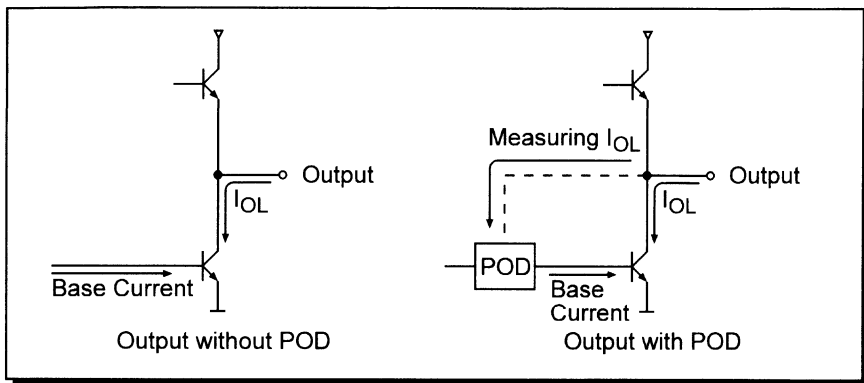 Output
IOL
Base Current
Output without POD
Measuring IOL
Output
IOL
POD
Base
Current
Output with POD